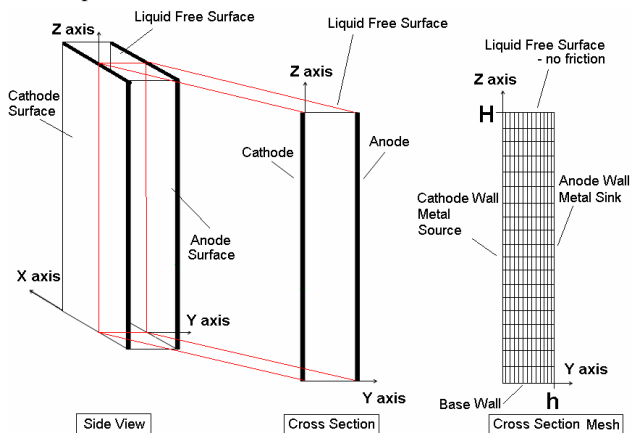 Z axis
Liquid Free Surface
Cathode
Surface
Anode
Surface
X axis
Y axis
Side View
Liquid Free Surface
Z axis
Cathode
Anode
Y axis
Cross Section
Liquid Free Surface
- no friction
Z axis
H
Cathode Wall
Metal
Source
Anode Wall
Metal Sink
Y axis
Base Wall
h
Cross Section Mesh